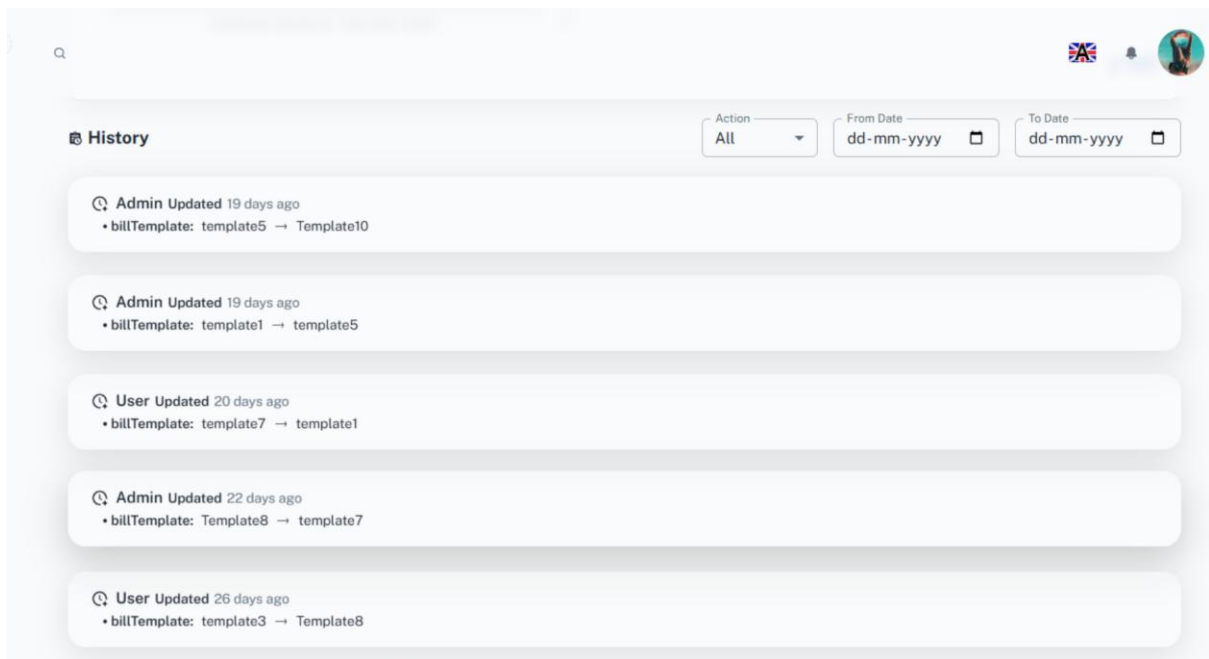 A
History
Action
All
From Date
dd-mm-yyyy
To Date
dd-mm-yyyy
Admin Updated 19 days ago
• billTemplate: template5 → Template10
Admin Updated 19 days ago
• billTemplate: template1 → template5
User Updated 20 days ago
• billTemplate: template7 → template1
Admin Updated 22 days ago
• billTemplate: Template8 → template7
User Updated 26 days ago
• billTemplate: template3 → Template8